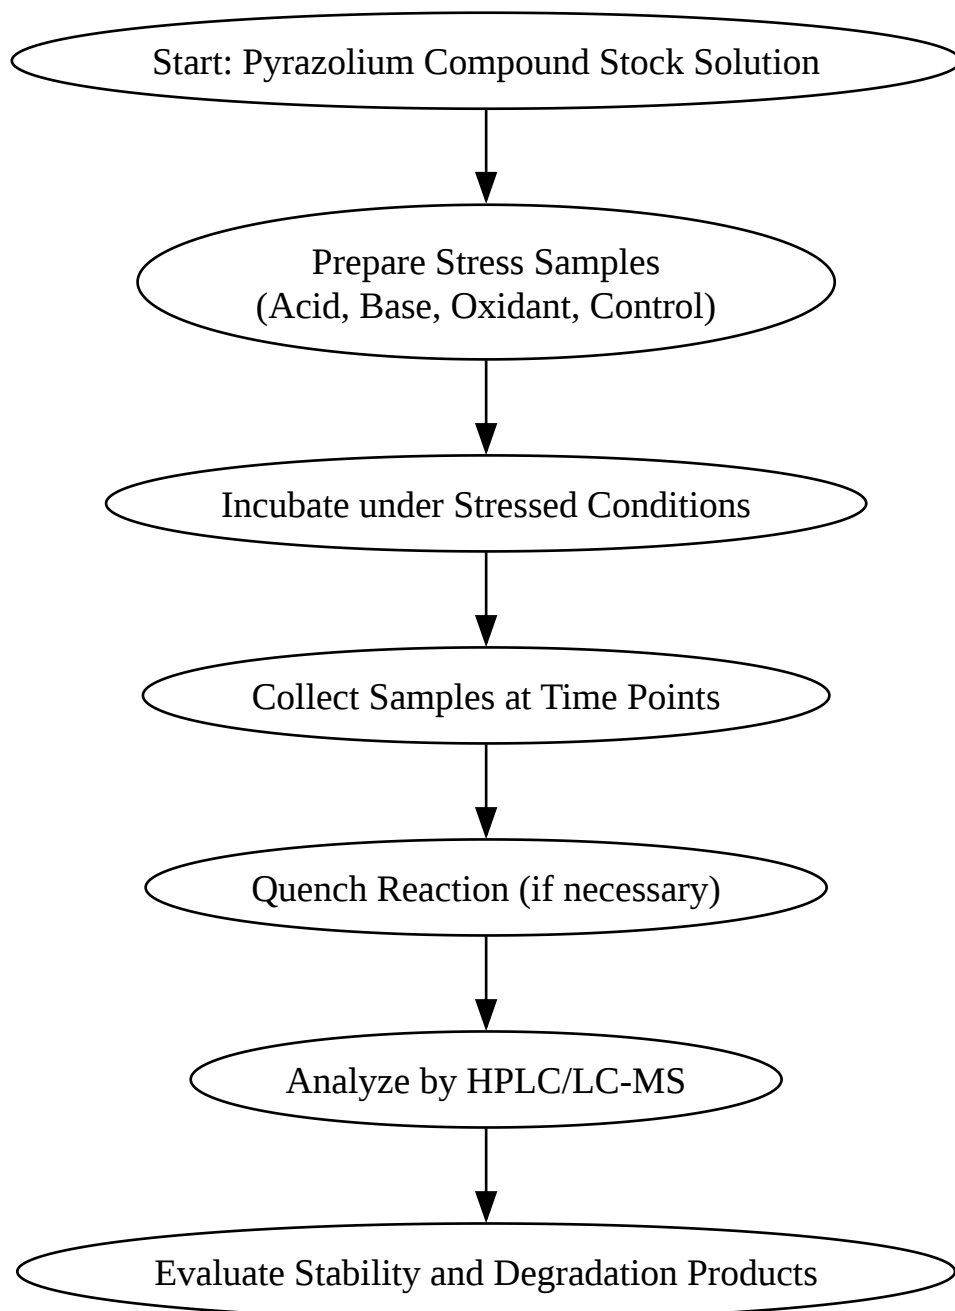 Start: Pyrazolium Compound Stock Solution
Prepare Stress Samples
(Acid, Base, Oxidant, Control)
Incubate under Stressed Conditions
Collect Samples at Time Points
Quench Reaction (if necessary)
Analyze by HPLC/LC-MS
Evaluate Stability and Degradation Products